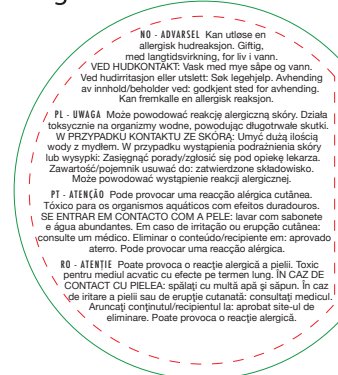 NO - ADVARSEL Kan utløse en
allergisk hudreaksjon. Giftig,
med langtidsvirkning, for liv i vann.
VED HUDKONTAKT: Vask med mye såpe og vann.
Ved hudirritasjon eller utslett: Søk legehjelp. Avhending
av innhold/beholder ved: godkjent sted for avhending.
Kan fremkalle en allergisk reaksjon.
PL - UWAGA Może powodować reakcję alergiczną skóry. Działa
toksycznie na organizmy wodne, powodując długotrwałe skutki.
W PRZYPADKU KONTAKTU ZE SKÓRĄ: Umyć dużą ilością
wody z mydłem. W przypadku wystąpienia podrażnienia skóry
lub wysypki: Zasięgnąć porady/zgłosić się pod opiekę lekarza.
Zawartość/pojemnik usuwać do: zatwierdzone składowisko.
Może powodować wystąpienie reakcji alergicznej.
PT - ATENÇÃO Pode provocar uma reacção alérgica cutânea.
Tóxico para os organismos aquáticos com efeitos duradouros.
SE ENTRAR EM CONTACTO COM A PELE: lavar com sabonete
e água abundantes. Em caso de irritação ou erupção cutânea:
consulte um médico. Eliminar o conteúdo/recipiente em: aprovado
aterro. Pode provocar uma reacção alérgica.
RO - ATENȚIE Poate provoca o reacție alergică a pielii. Toxic
pentru mediul acvatic cu efecte pe termen lung. ÎN CAZ DE
CONTACT CU PIELEA: spălați cu multă apă și săpun. În caz
de iritare a pielii sau de erupție cutanată: consultați medicul.
Aruncați conținutul/recipientul la: aprobat site-ul de
eliminare. Poate provoca o reacție alergică.